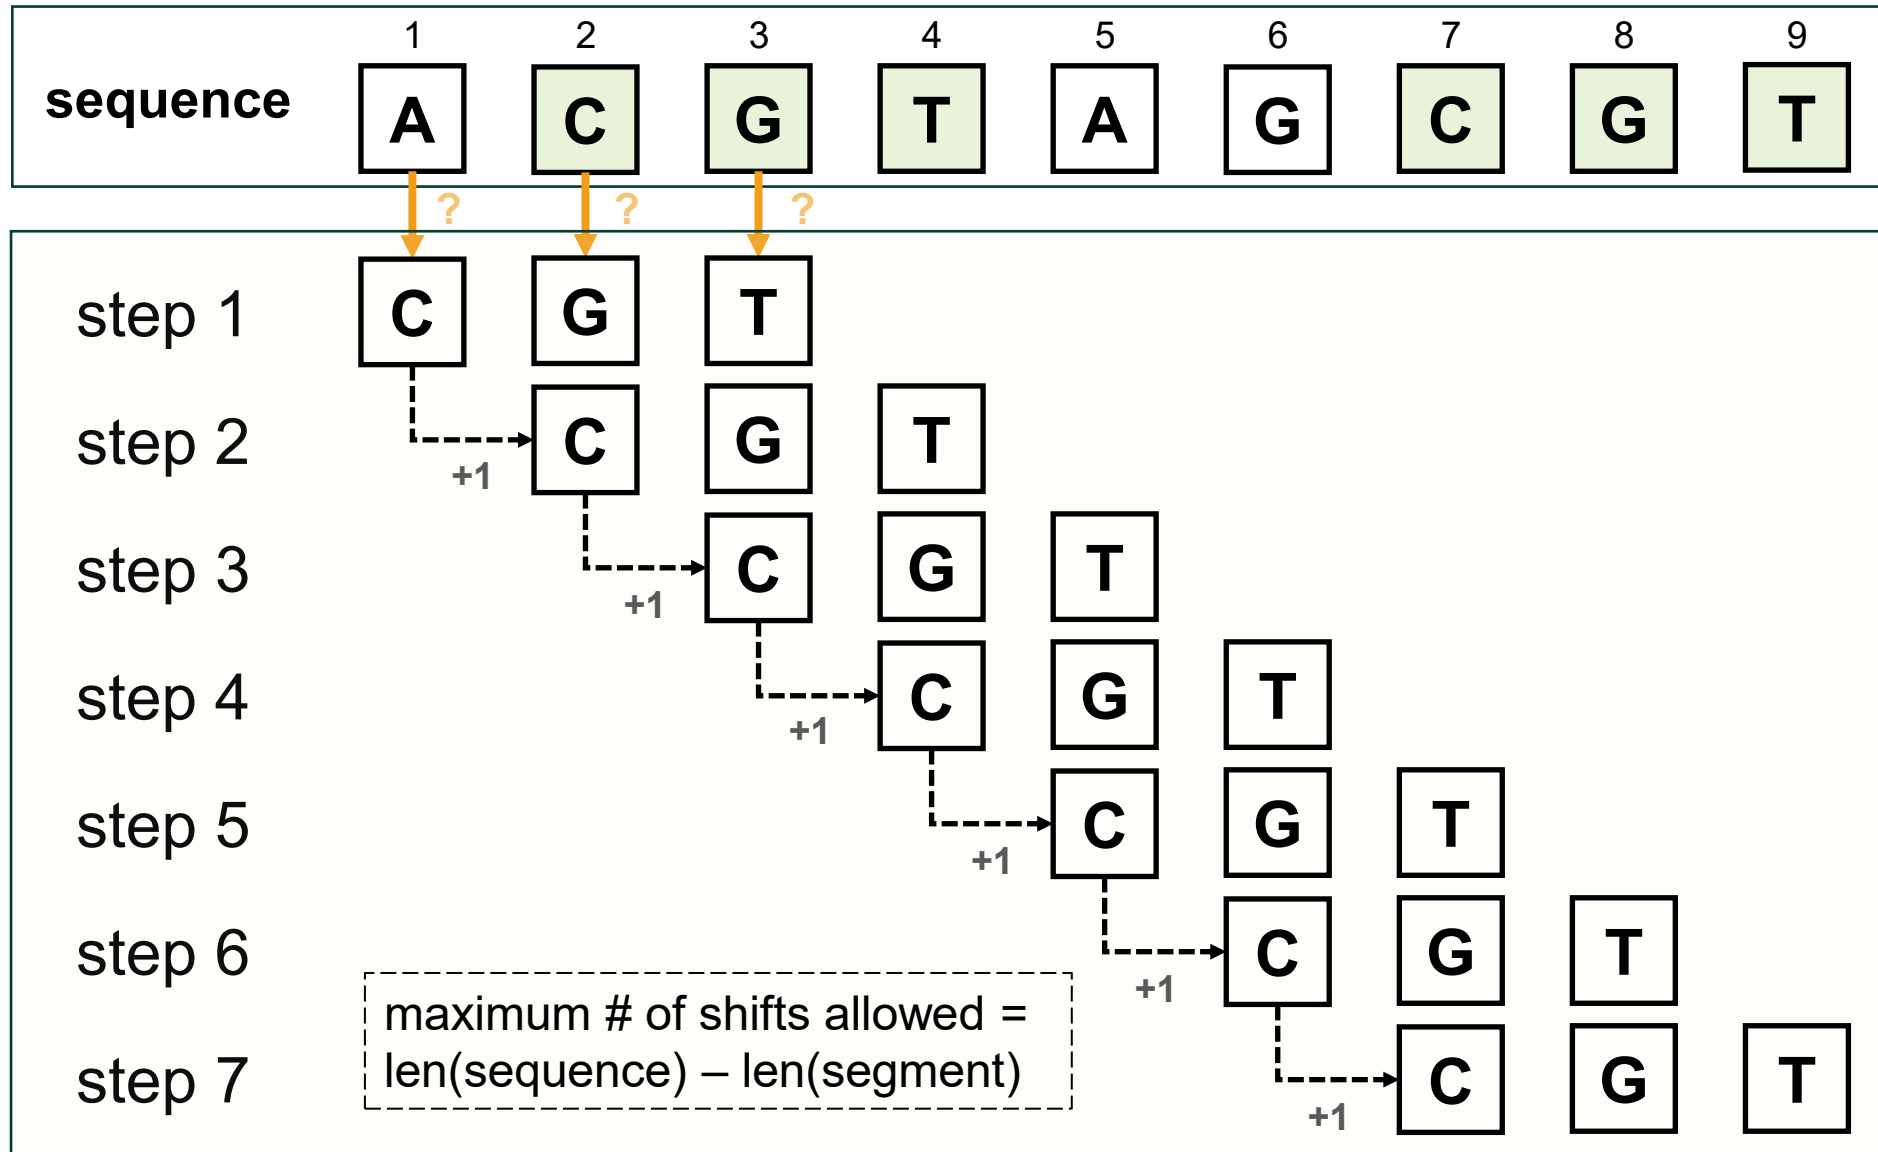 1 2 3 4 5 6 7 8 9
sequence A C G T A G C G T
? ? ?
step 1 C G T
step 2 C G T
+1
step 3 C G T
+1
step 4 C G T
+1
step 5 C G T
+1
step 6 C G T
+1
maximum # of shifts allowed =
len(sequence) – len(segment)
step 7 C G T
+1